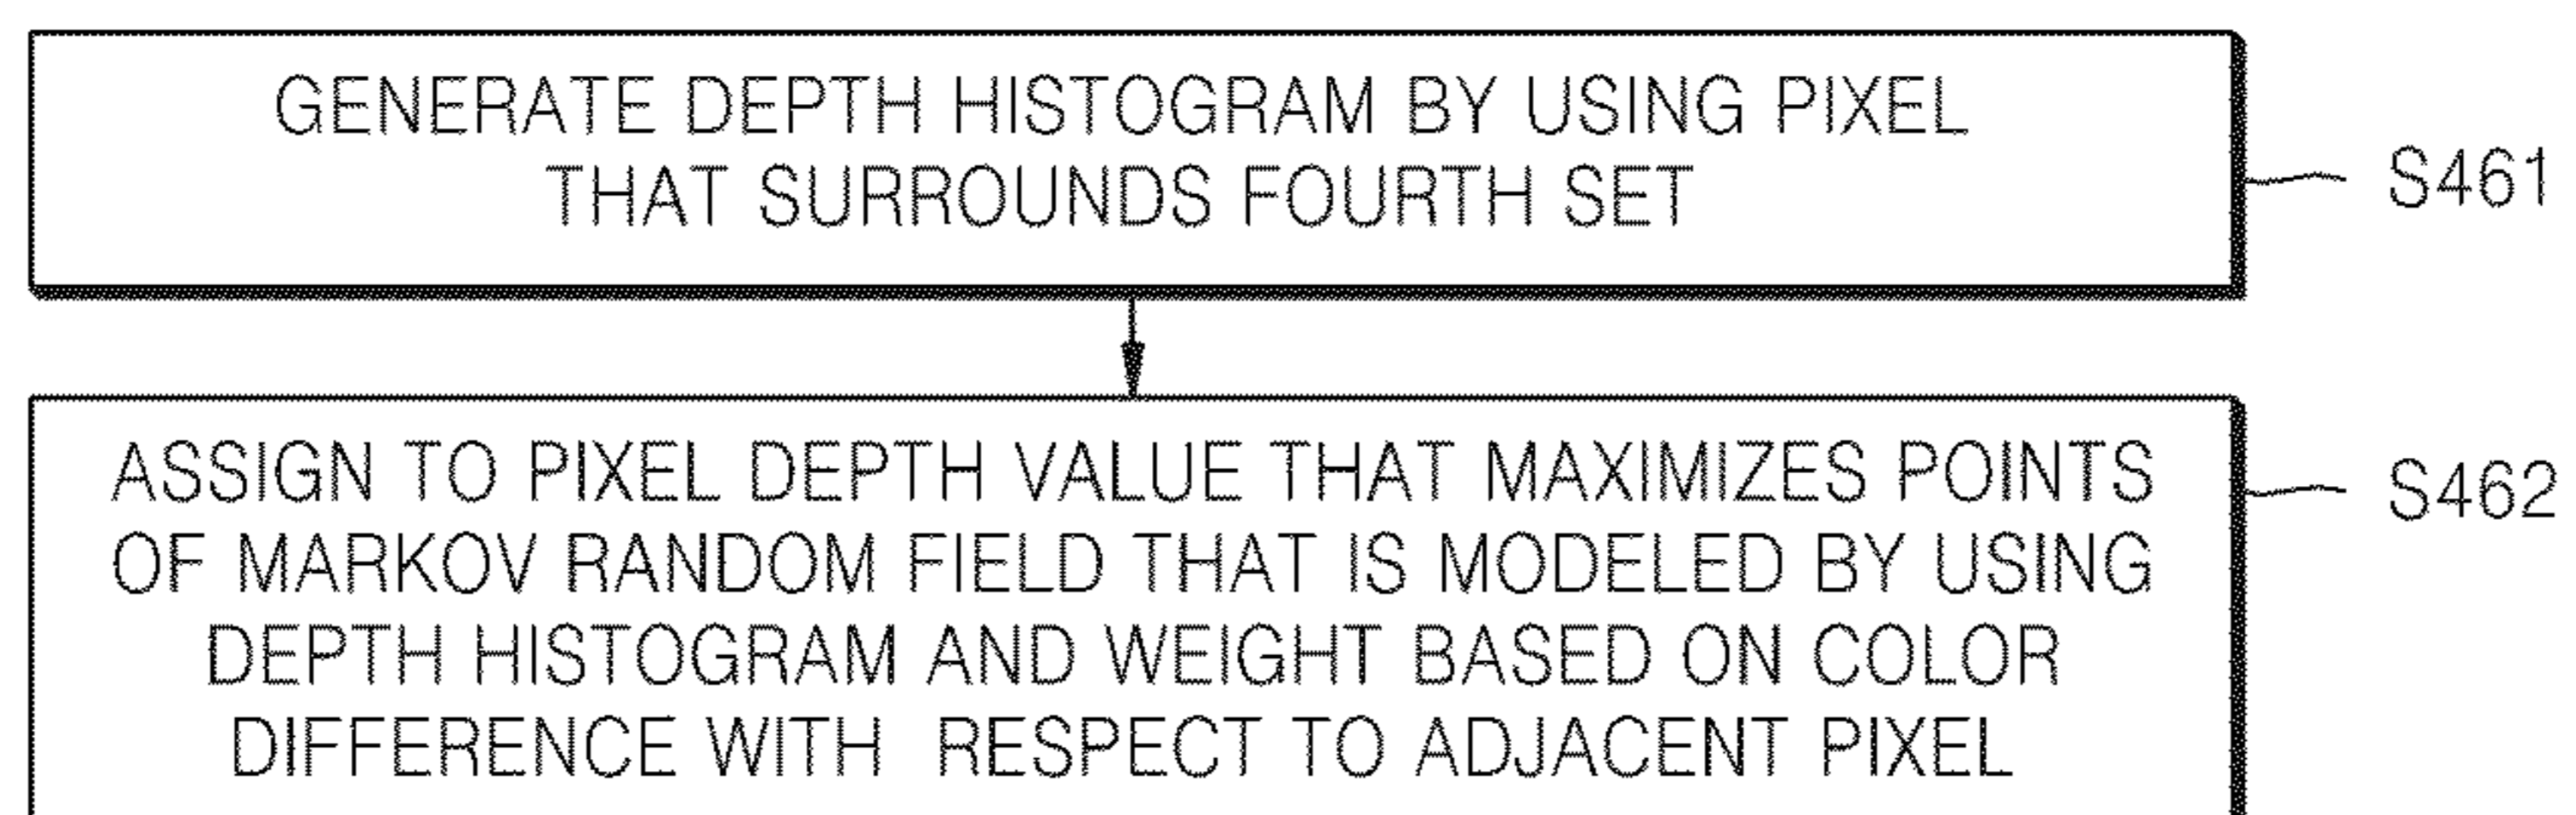 GENERATE DEPTH HISTOGRAM BY USING PIXEL
THAT SURROUNDS FOURTH SET
S461
ASSIGN TO PIXEL DEPTH VALUE THAT MAXIMIZES POINTS
OF MARKOV RANDOM FIELD THAT IS MODELED BY USING
DEPTH HISTOGRAM AND WEIGHT BASED ON COLOR
DIFFERENCE WITH RESPECT TO ADJACENT PIXEL
S462